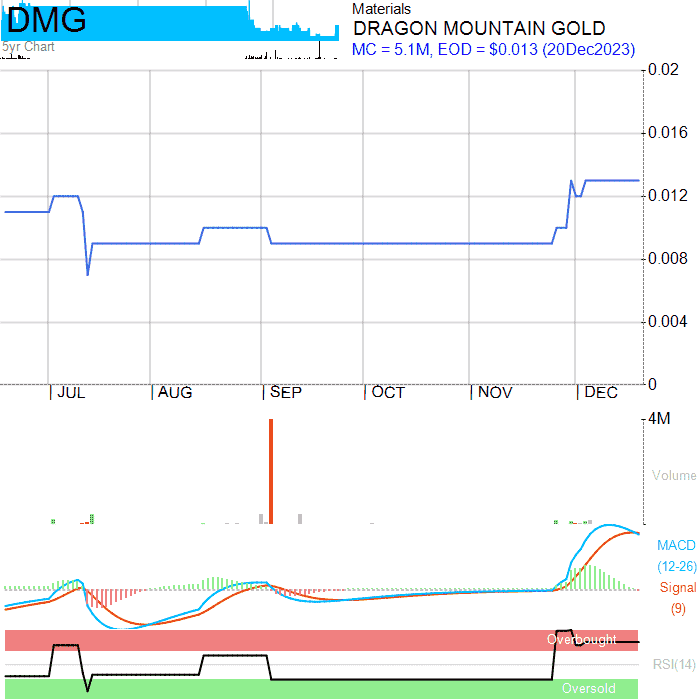 DMG
5yr Chart
Materials
DRAGON MOUNTAIN GOLD
MC = 5.1M, EOD = $0.013 (20Dec2023)
0.02
0.016
0.012
0.008
0.004
0
JUL AUG SEP OCT NOV DEC
4M
Volume
MACD
(12-26)
Signal
(9)
Overbought
RSI(14)
Oversold